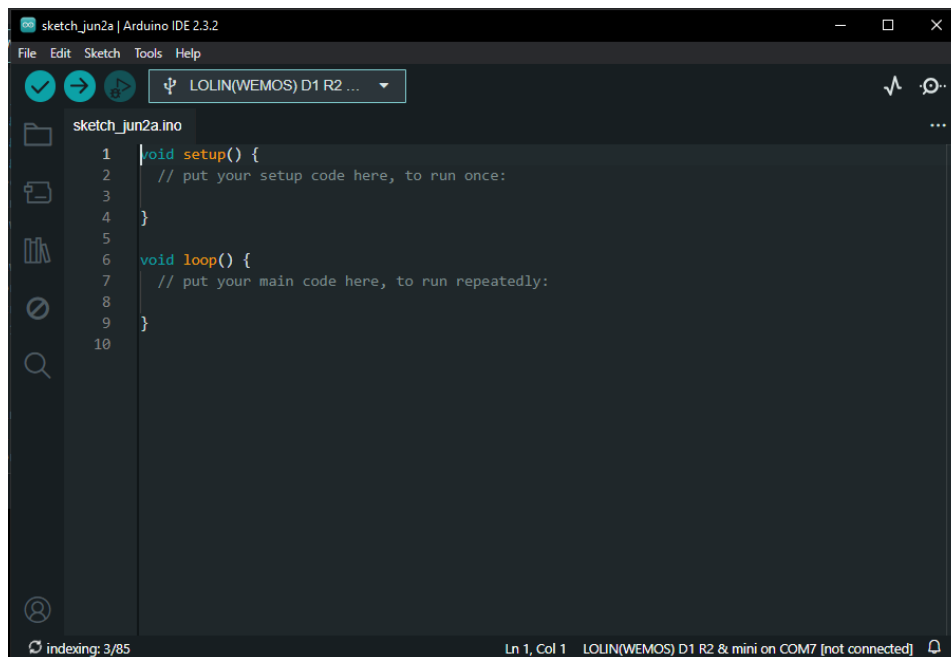 sketch_jun2a | Arduino IDE 2.3.2
File Edit Sketch Tools Help
LOLIN(WEMOS) D1 R2 ...
sketch_jun2a.ino
1 void setup() {
2 // put your setup code here, to run once:
3
4 }
5
6 void loop() {
7 // put your main code here, to run repeatedly:
8
9 }
10
indexing: 3/85 Ln 1, Col 1 LOLIN(WEMOS) D1 R2 & mini on COM7 [not connected]